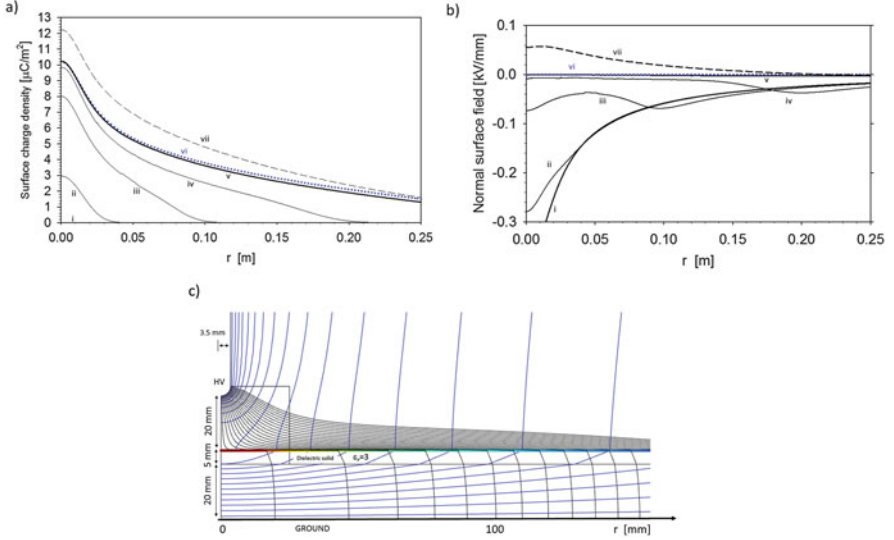 a)
Surface charge density [µC/m²]
13
12
11
10
9
8
7
6
5
4
3
2
1
0
vii
vi
v
iv
iii
ii
i
0.00 0.05 0.10 0.15 0.20 0.25
r [m]
b)
Normal surface field [kV/mm]
0.1
0.0
-0.1
-0.2
-0.3
vii
vi
v
iv
iii
ii
i
0.00 0.05 0.10 0.15 0.20 0.25
r [m]
c)
3.5 mm
HV
20 mm
5 mm
Dielectric solid εr=3
20 mm
0 GROUND 100 r [mm]